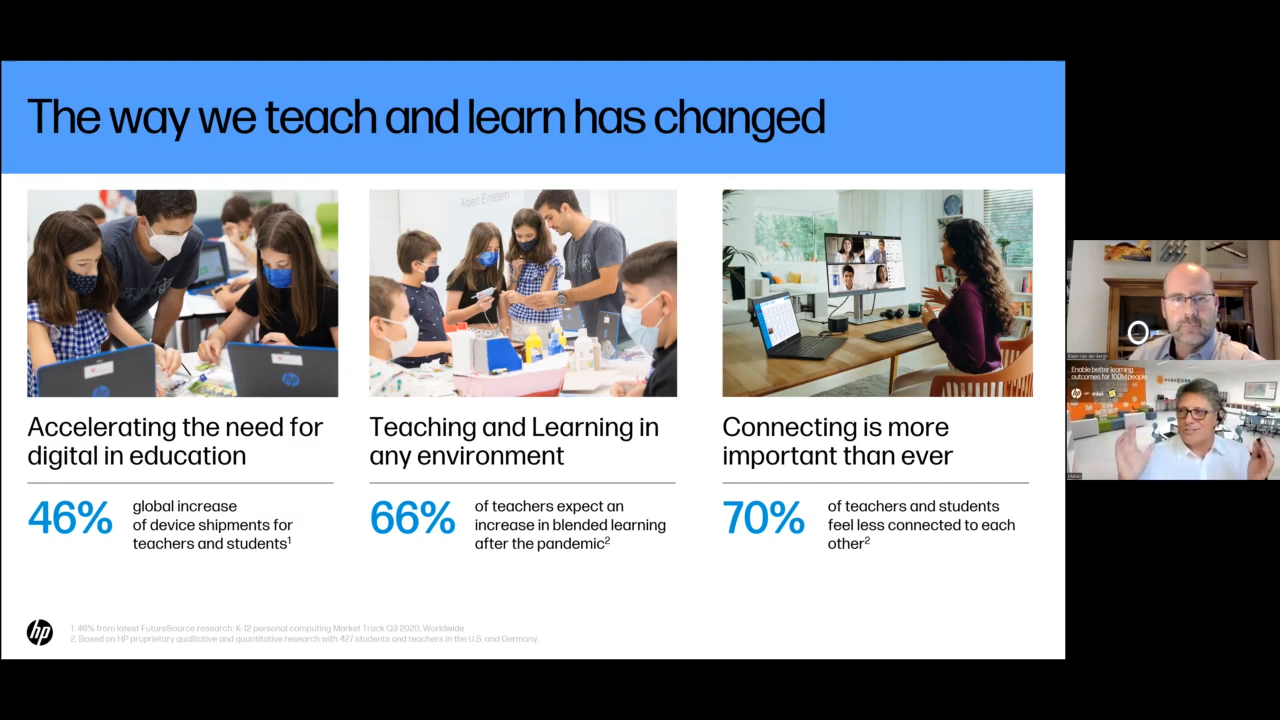 The way we teach and learn has changed
Albert Einstein
Accelerating the need for
digital in education
46%
global increase
of device shipments for
teachers and students1
Teaching and Learning in
any environment
66%
of teachers expect an
increase in blended learning
after the pandemic2
Connecting is more
important than ever
70%
of teachers and students
feel less connected to each
other2
hp
1. 46% from latest FutureSource research: K-12 personal computing Market Track Q3 2020, Worldwide
2. Based on HP proprietary qualitative and quantitative research with 427 students and teachers in the U.S. and Germany.
Enable better learning
outcomes for 100M people
hp
intel